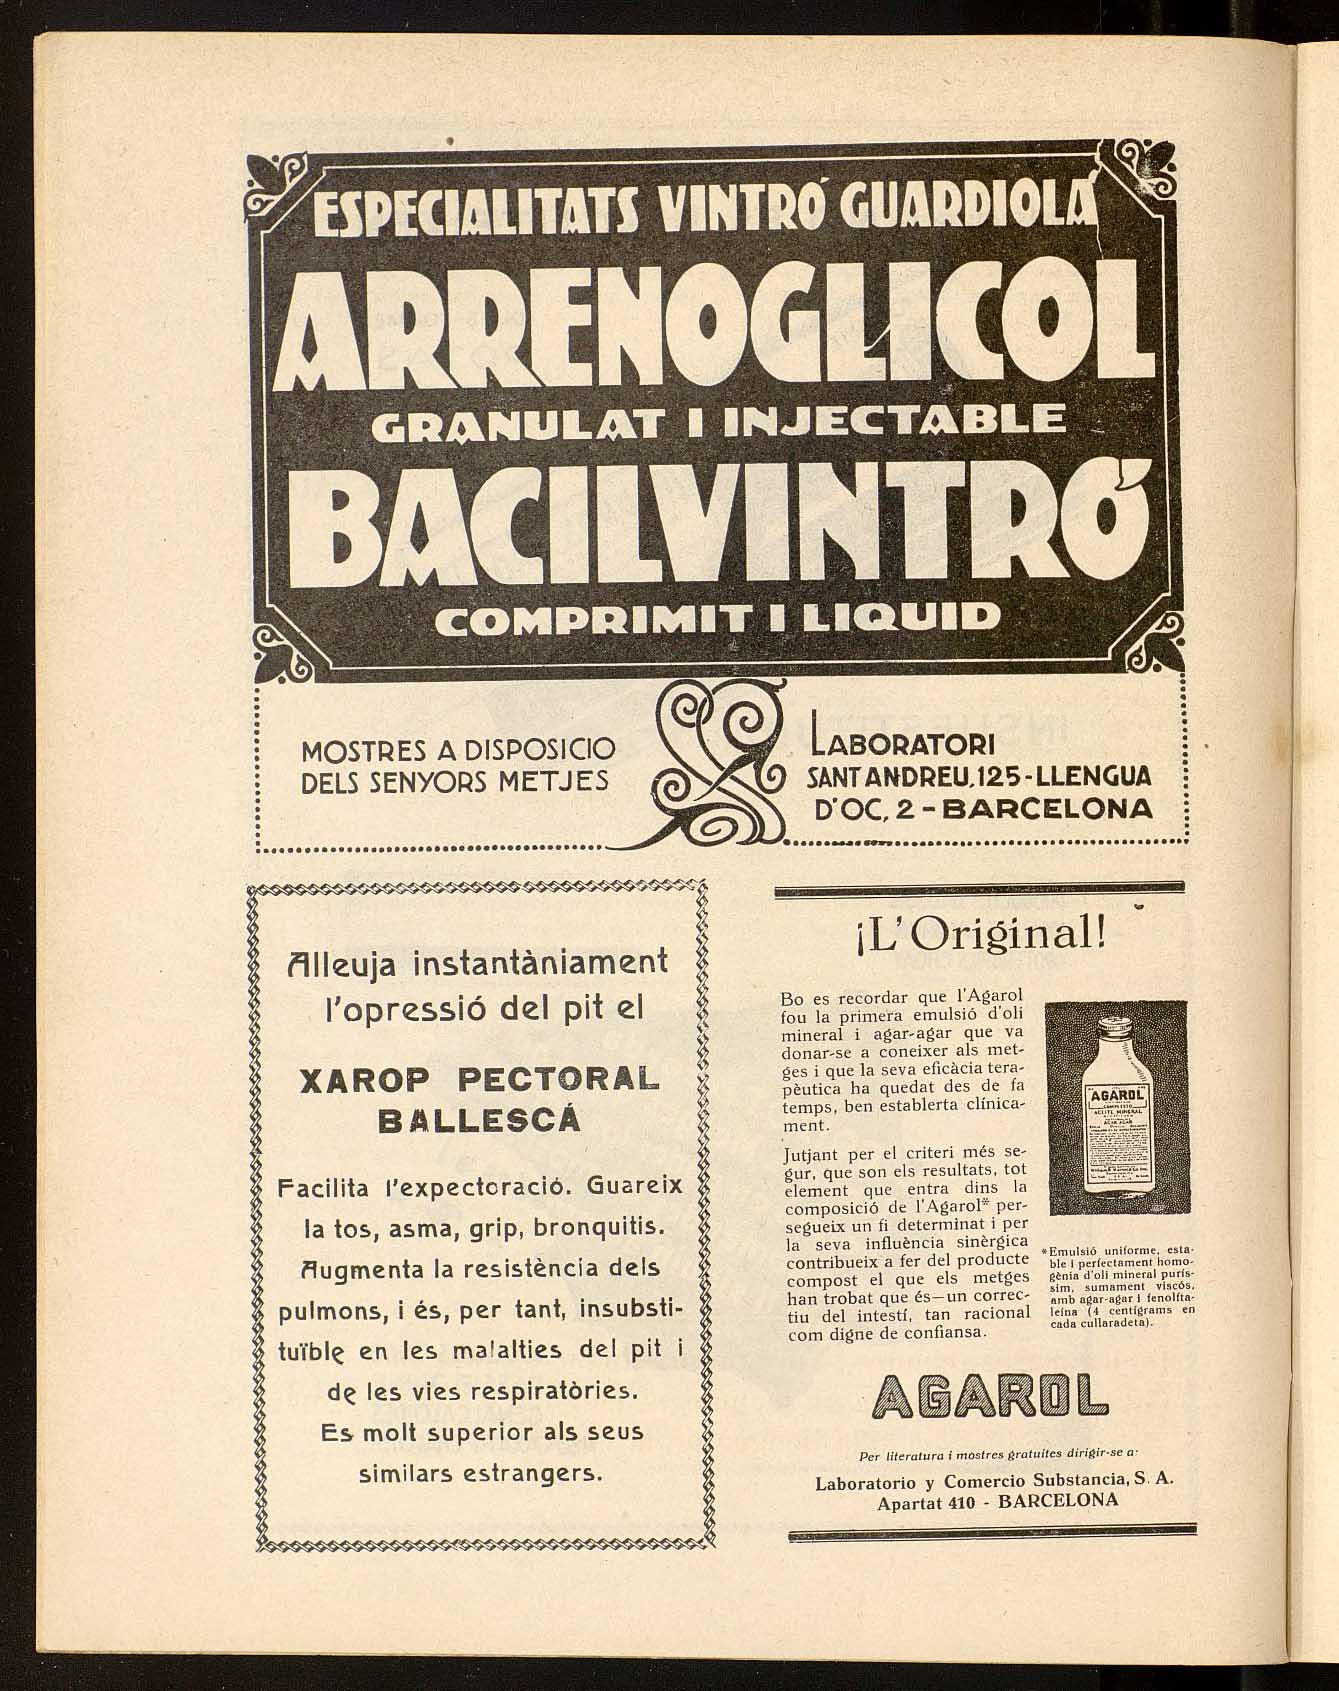 ESPECIALITATS VINTRÓ GUARDIOLA
ARRENOGLICOL
GRANULAT I INJECTABLE
BACILVINTRÓ
COMPRIMIT I LIQUID
MOSTRES A DISPOSICIO
DELS SENYORS METJES
LABORATORI
SANT ANDREU, 125 - LLENGUA
D'OC, 2 - BARCELONA
Alleuja instantàniament
l'opressió del pit el
XAROP PECTORAL
BALLESCÁ
Facilita l'expectoració. Guareix
la tos, asma, grip, bronquitis.
Augmenta la resistència dels
pulmons, i és, per tant, insubsti-
tuïble en les malalties del pit i
de les vies respiratòries.
Es molt superior als seus
similars estrangers.
¡L'Original!
Bo es recordar que l'Agarol
fou la primera emulsió d'oli
mineral i agar-agar que va
donar-se a coneixer als met-
ges i que la seva eficàcia tera-
pèutica ha quedat des de fa
temps, ben establerta clínica-
ment.
Jutjant per el criteri més se-
gur, que son els resultats, tot
element que entra dins la
composició de l'Agarol* per-
segueix un fi determinat i per
la seva influència sinèrgica
contribueix a fer del producte
compost el que els metges
han trobat que és—un correc-
tiu del intestí, tan racional
com digne de confiansa.
AGAROL
COMPUESTO
ACEITE MINERAL
AGAR AGAR
*Emulsió uniforme, esta-
ble i perfectament homo-
gènia d'oli mineral purís-
sim, sumament viscós,
amb agar-agar i fenolfta-
leína (4 centígrams en
cada cullaradeta).
AGAROL
Per literatura i mostres gratuites dirigir-se a:
Laboratorio y Comercio Substancia, S. A.
Apartat 410 - BARCELONA